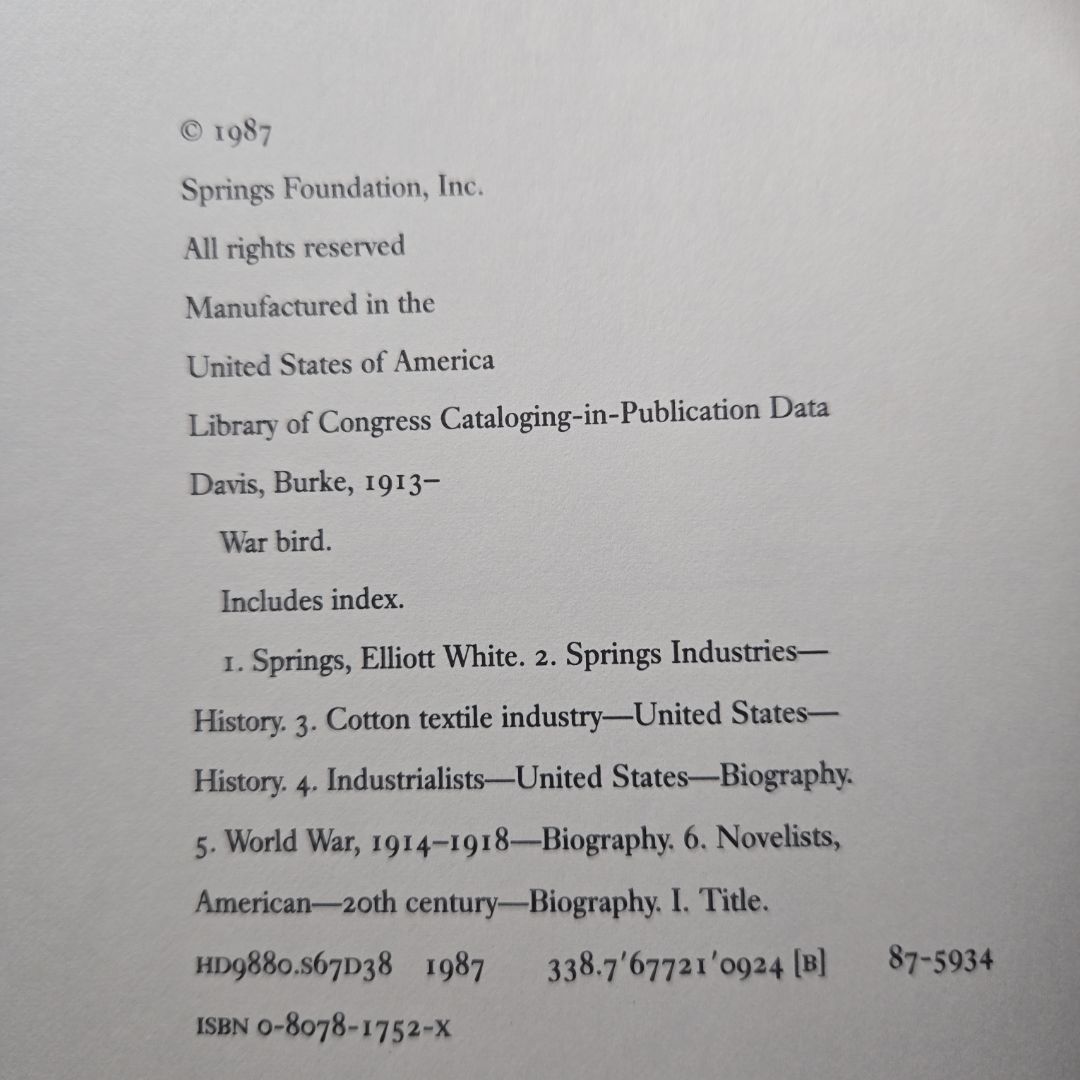 © 1987
Springs Foundation, Inc.
All rights reserved
Manufactured in the
United States of America
Library of Congress Cataloging-in-Publication Data
Davis, Burke, 1913–
War bird.
Includes index.
1. Springs, Elliott White. 2. Springs Industries—
History. 3. Cotton textile industry—United States—
History. 4. Industrialists—United States—Biography.
5. World War, 1914–1918—Biography. 6. Novelists,
American—20th century—Biography. I. Title.
HD9880.S67D38 1987 338.7'67721'0924 [B] 87-5934
ISBN 0-8078-1752-X